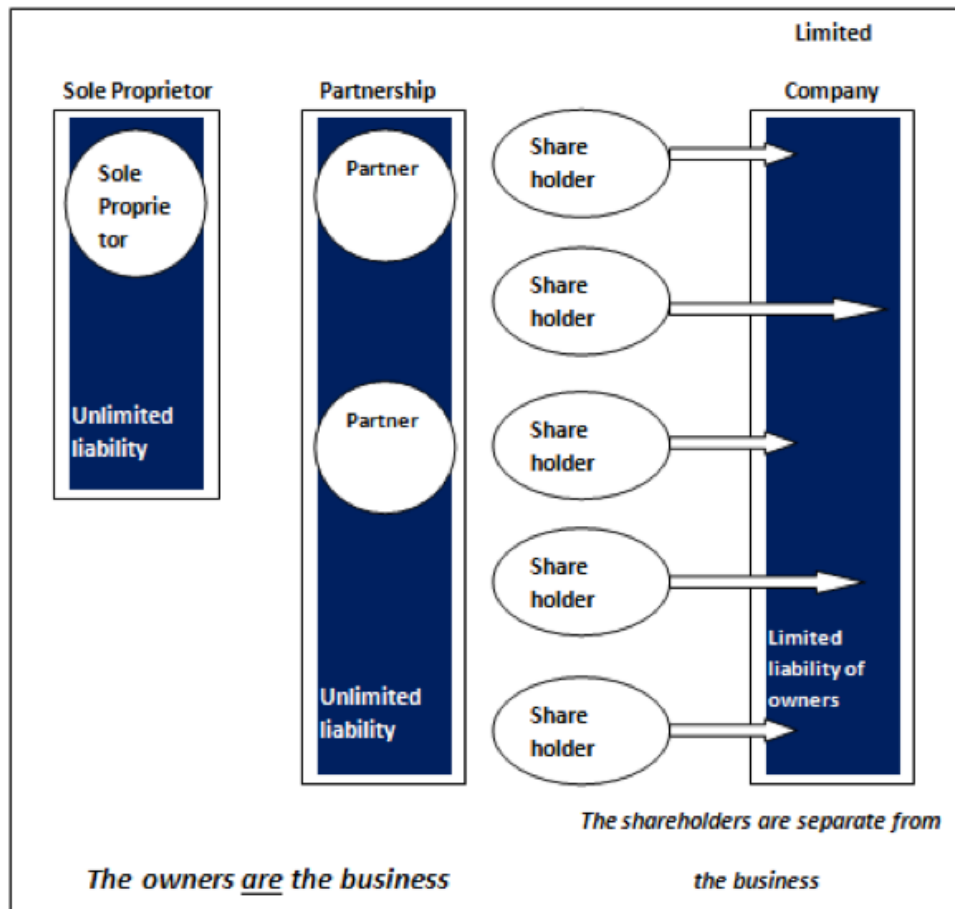 Limited
Sole Proprietor
Partnership
Company
Sole
Proprie
tor
Unlimited
liability
Partner
Partner
Unlimited
liability
Share
holder
Share
holder
Share
holder
Share
holder
Share
holder
Limited
liability of
owners
The shareholders are separate from
the business
The owners are the business